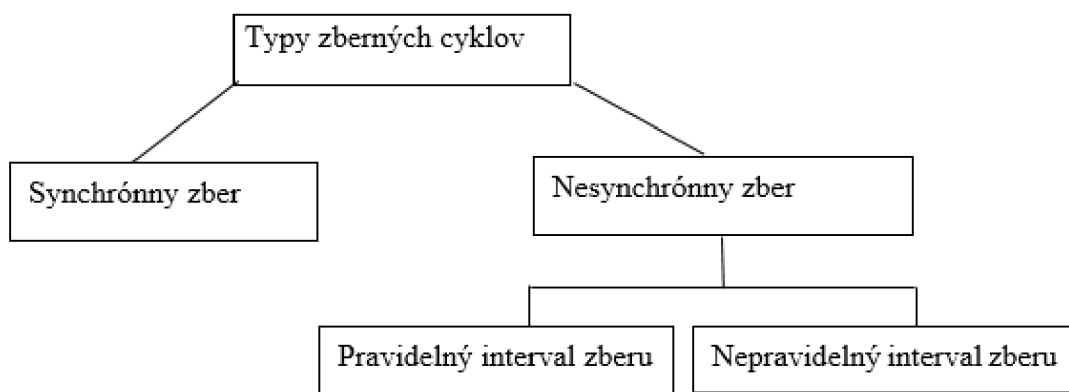 Typy zberných cyklov
Synchrónny zber
Nesynchrónny zber
Pravidelný interval zberu
Nepravidelný interval zberu